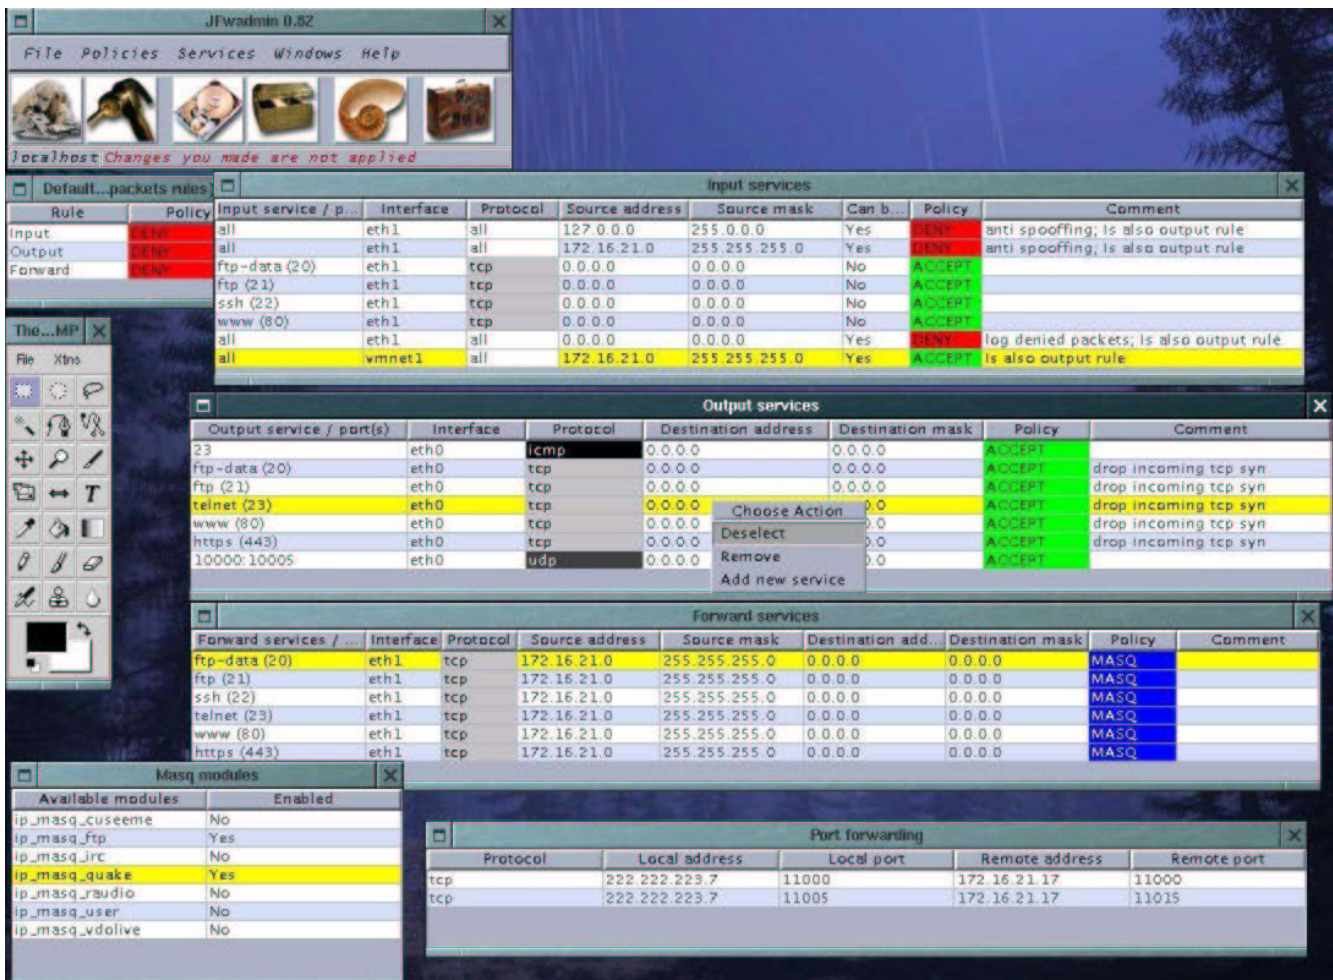 JFwadmin 0.82
File Policies Services Windows Help
localhost Changes you made are not applied
Default...packets rules
Rule Policy
Input DENY
Output DENY
Forward DENY
Input services
Input service / p... Interface Protocol Source address Source mask Can b... Policy Comment
all eth1 all 127.0.0.0 255.0.0.0 Yes DENY anti spooffing; Is also output rule
all eth1 all 172.16.21.0 255.255.255.0 Yes DENY anti spooffing; Is also output rule
ftp-data (20) eth1 tcp 0.0.0.0 0.0.0.0 No ACCEPT
ftp (21) eth1 tcp 0.0.0.0 0.0.0.0 No ACCEPT
ssh (22) eth1 tcp 0.0.0.0 0.0.0.0 No ACCEPT
www (80) eth1 tcp 0.0.0.0 0.0.0.0 No ACCEPT
all eth1 all Yes DENY log denied packets; Is also output rule
all vmnet1 all 172.16.21.0 255.255.255.0 Yes ACCEPT Is also output rule
The...MP
File Xtns
T
Output services
Output service / port(s) Interface Protocol Destination address Destination mask Policy Comment
23 eth0 icmp 0.0.0.0 0.0.0.0 ACCEPT
ftp-data (20) eth0 tcp 0.0.0.0 0.0.0.0 ACCEPT drop incoming tcp syn
ftp (21) eth0 tcp 0.0.0.0 0.0.0.0 ACCEPT drop incoming tcp syn
telnet (23) eth0 tcp 0.0.0.0 .0 ACCEPT drop incoming tcp syn
www (80) eth0 tcp 0.0.0.0 .0 ACCEPT drop incoming tcp syn
https (443) eth0 tcp 0.0.0.0 .0 ACCEPT drop incoming tcp syn
10000:10005 eth0 udp 0.0.0.0 .0 ACCEPT
Choose Action
Deselect
Remove
Add new service
Forward services
Forward services / ... Interface Protocol Source address Source mask Destination add... Destination mask Policy Comment
ftp-data (20) eth1 tcp 172.16.21.0 255.255.255.0 0.0.0.0 0.0.0.0 MASQ
ftp (21) eth1 tcp 172.16.21.0 255.255.255.0 0.0.0.0 0.0.0.0 MASQ
ssh (22) eth1 tcp 172.16.21.0 255.255.255.0 0.0.0.0 0.0.0.0 MASQ
telnet (23) eth1 tcp 172.16.21.0 255.255.255.0 0.0.0.0 0.0.0.0 MASQ
www (80) eth1 tcp 172.16.21.0 255.255.255.0 0.0.0.0 0.0.0.0 MASQ
https (443) eth1 tcp 172.16.21.0 255.255.255.0 0.0.0.0 0.0.0.0 MASQ
Masq modules
Available modules Enabled
ip_masq_cuseeme No
ip_masq_ftp Yes
ip_masq_irc No
ip_masq_quake Yes
ip_masq_raudio No
ip_masq_user No
ip_masq_vdolive No
Port forwarding
Protocol Local address Local port Remote address Remote port
tcp 222.222.223.7 11000 172.16.21.17 11000
tcp 222.222.223.7 11005 172.16.21.17 11015